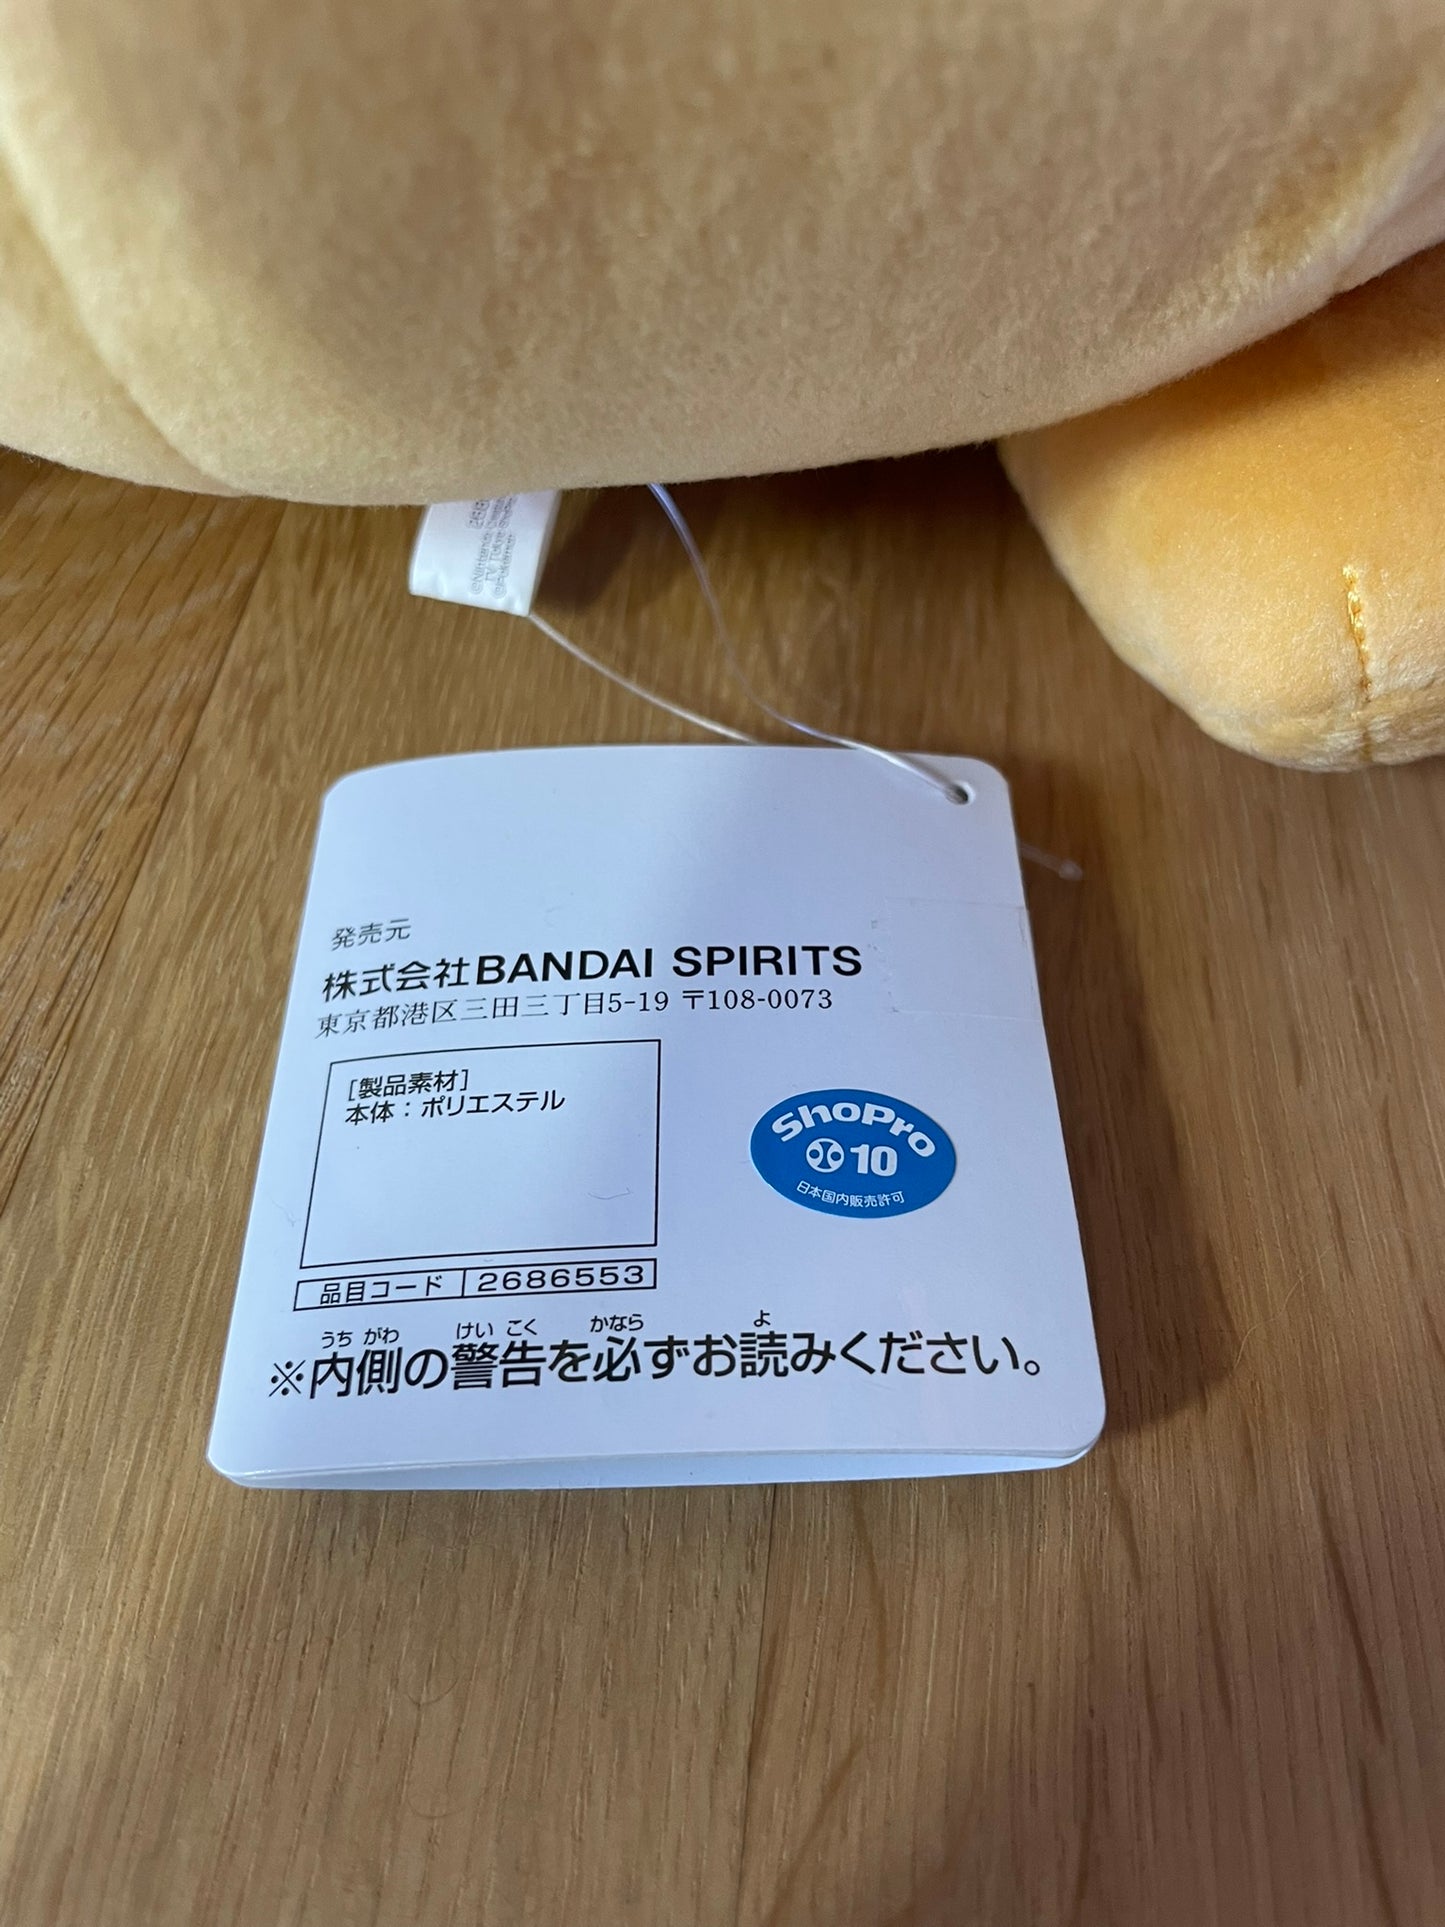 ©Nintendo
TV Tokyo
©Pokémon
発売元
株式会社BANDAI SPIRITS
東京都港区三田三丁目5-19 〒108-0073
[製品素材]
本体：ポリエステル
ShoPro
10
日本国内販売許可
品目コード 2686553
うち がわ けい こく かなら よ
※内側の警告を必ずお読みください。